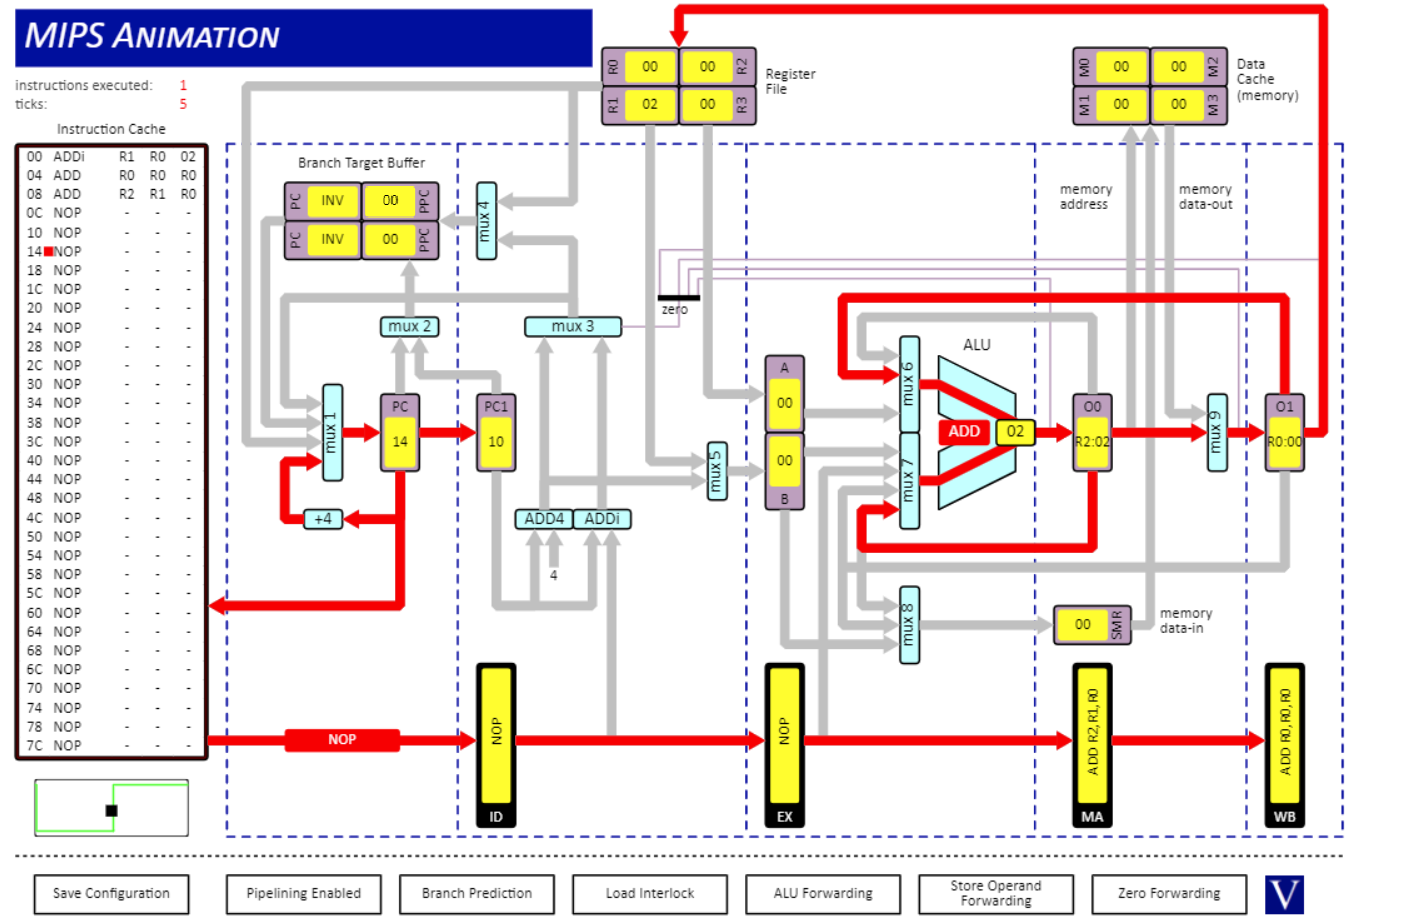 MIPS ANIMATION
instructions executed: 1
ticks: 5
Instruction Cache
00 ADDi R1 R0 02
04 ADD R0 R0 R0
08 ADD R2 R1 R0
0C NOP - - -
10 NOP - - -
14 NOP - - -
18 NOP - - -
1C NOP - - -
20 NOP - - -
24 NOP - - -
28 NOP - - -
2C NOP - - -
30 NOP - - -
34 NOP - - -
38 NOP - - -
3C NOP - - -
40 NOP - - -
44 NOP - - -
48 NOP - - -
4C NOP - - -
50 NOP - - -
54 NOP - - -
58 NOP - - -
5C NOP - - -
60 NOP - - -
64 NOP - - -
68 NOP - - -
6C NOP - - -
70 NOP - - -
74 NOP - - -
78 NOP - - -
7C NOP - - -
R0 00 00 R2
R1 02 00 R3
Register
File
M0 00 00 M2
M1 00 00 M3
Data
Cache
(memory)
Branch Target Buffer
PC INV 00 PPC
PC INV 00 PPC
mux 4
memory
address
memory
data-out
zero
mux 2
mux 3
ALU
mux 1
PC
14
PC1
10
mux 5
A
00
00
B
mux 6
mux 7
ADD
02
O0
R2:02
mux 9
O1
R0:00
+4
ADD4
ADDi
4
mux 8
00
SMR
memory
data-in
NOP
NOP
ID
NOP
EX
ADD R2,R1,R0
MA
ADD R0,R0,R0
WB
Save Configuration
Pipelining Enabled
Branch Prediction
Load Interlock
ALU Forwarding
Store Operand
Forwarding
Zero Forwarding
V